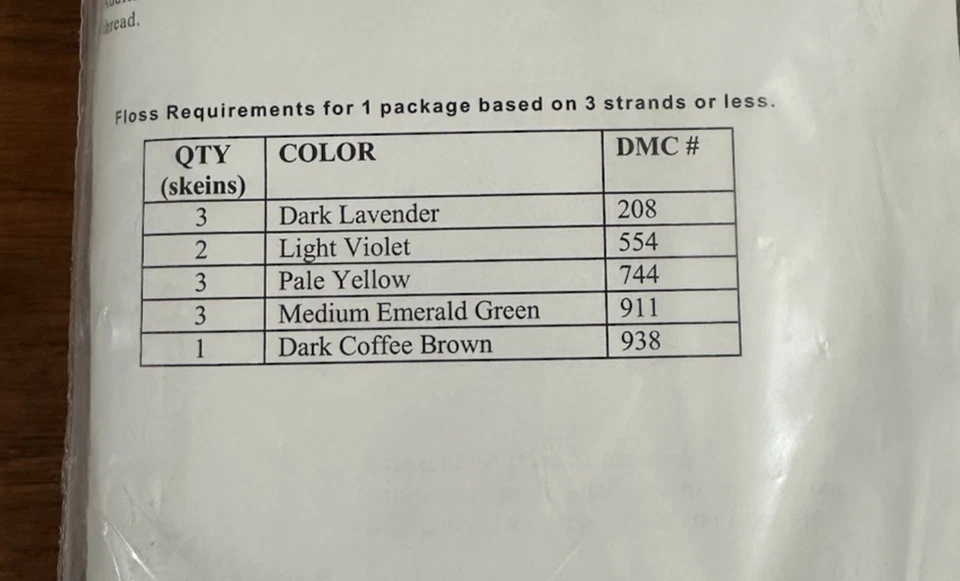 thread.
Floss Requirements for 1 package based on 3 strands or less.
QTY (skeins) COLOR DMC #
3 Dark Lavender 208
2 Light Violet 554
3 Pale Yellow 744
3 Medium Emerald Green 911
1 Dark Coffee Brown 938